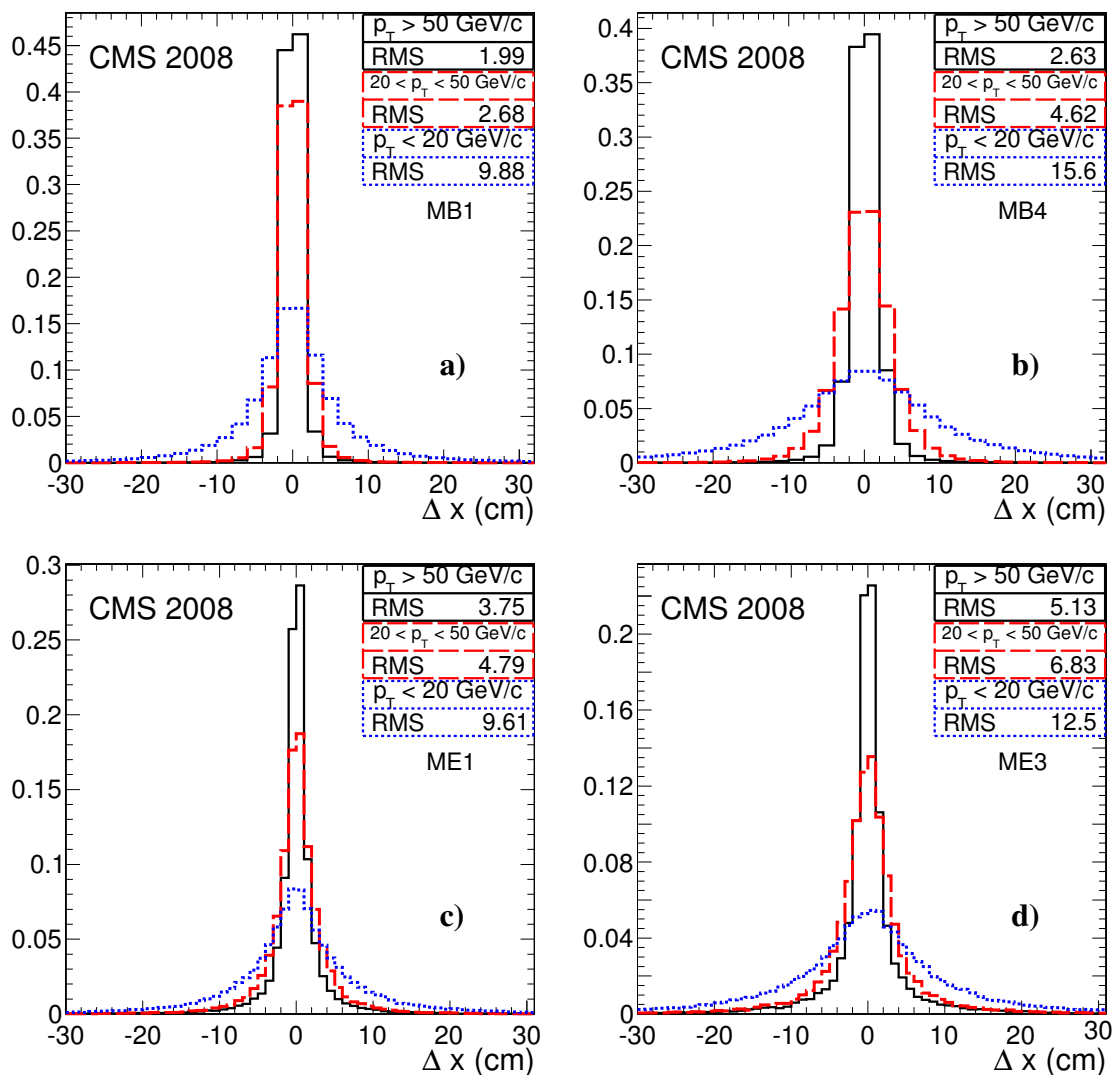 CMS 2008
p_T > 50 GeV/c
RMS 1.99
20 < p_T < 50 GeV/c
RMS 2.68
p_T < 20 GeV/c
RMS 9.88
MB1
a)
0.45
0.4
0.35
0.3
0.25
0.2
0.15
0.1
0.05
0
-30 -20 -10 0 10 20 30
Δ x (cm)
CMS 2008
p_T > 50 GeV/c
RMS 2.63
20 < p_T < 50 GeV/c
RMS 4.62
p_T < 20 GeV/c
RMS 15.6
MB4
b)
0.4
0.35
0.3
0.25
0.2
0.15
0.1
0.05
0
-30 -20 -10 0 10 20 30
Δ x (cm)
CMS 2008
p_T > 50 GeV/c
RMS 3.75
20 < p_T < 50 GeV/c
RMS 4.79
p_T < 20 GeV/c
RMS 9.61
ME1
c)
0.3
0.25
0.2
0.15
0.1
0.05
0
-30 -20 -10 0 10 20 30
Δ x (cm)
CMS 2008
p_T > 50 GeV/c
RMS 5.13
20 < p_T < 50 GeV/c
RMS 6.83
p_T < 20 GeV/c
RMS 12.5
ME3
d)
0.2
0.16
0.12
0.08
0.04
0
-30 -20 -10 0 10 20 30
Δ x (cm)